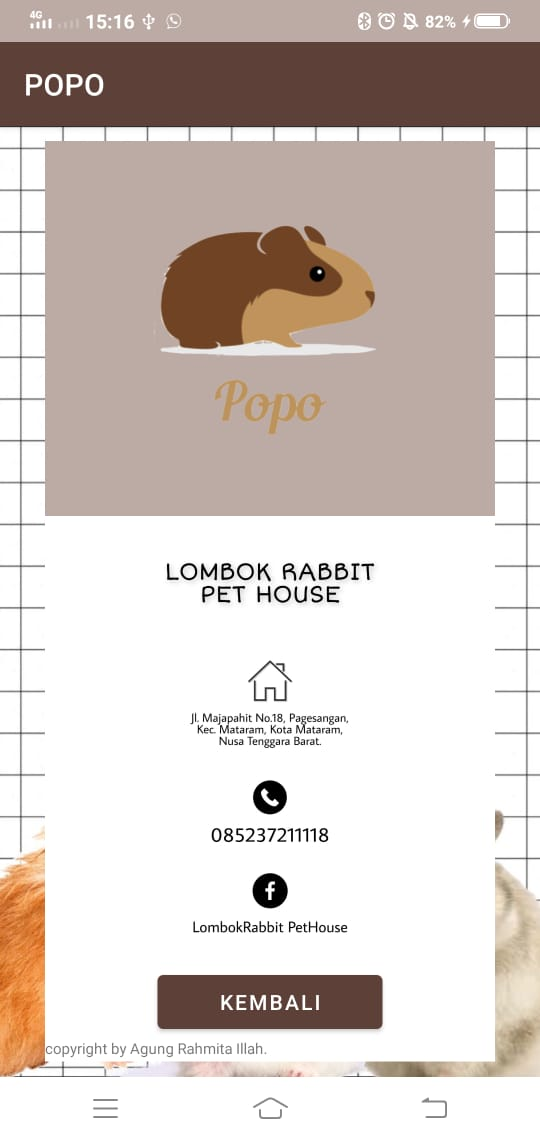 4G
15:16
82%
POPO
Popo
LOMBOK RABBIT
PET HOUSE
Jl. Majapahit No.18, Pagesangan,
Kec. Mataram, Kota Mataram,
Nusa Tenggara Barat.
085237211118
LombokRabbit PetHouse
KEMBALI
copyright by Agung Rahmita Illah.